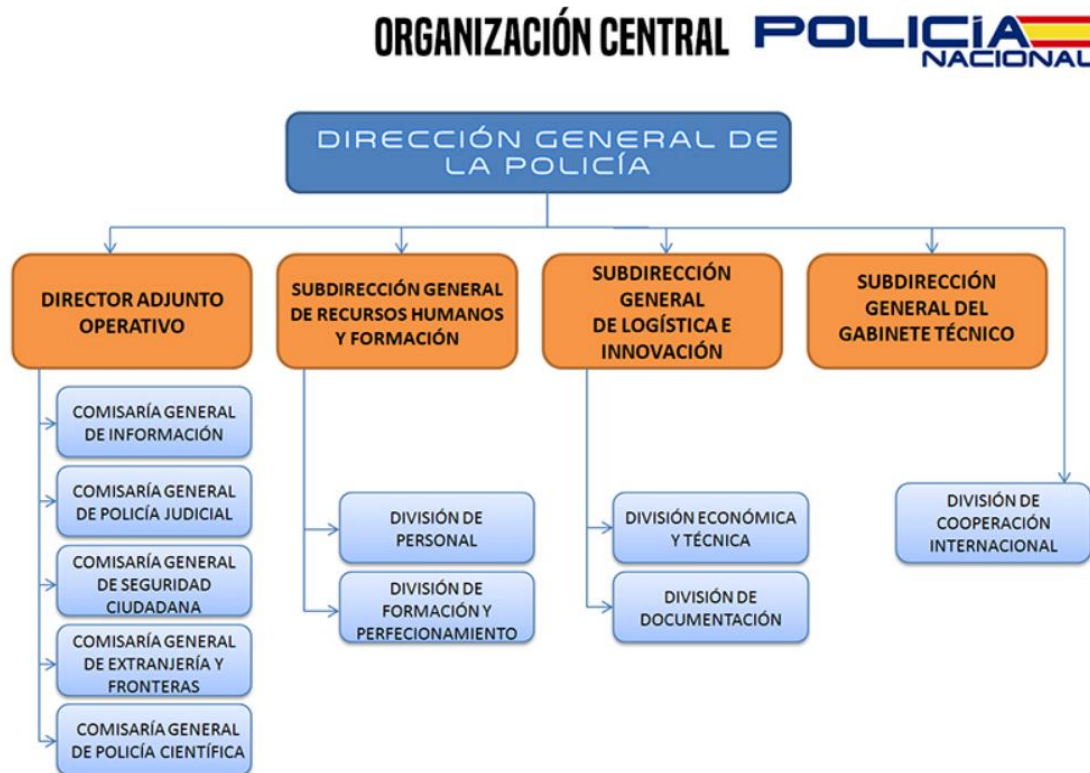 ORGANIZACIÓN CENTRAL
POLICÍA
NACIONAL
DIRECCIÓN GENERAL DE
LA POLICÍA
DIRECTOR ADJUNTO
OPERATIVO
COMISARÍA GENERAL
DE INFORMACIÓN
COMISARÍA GENERAL
DE POLICÍA JUDICIAL
COMISARÍA GENERAL
DE SEGURIDAD
CIUDADANA
COMISARÍA GENERAL
DE EXTRANJERÍA Y
FRONTERAS
COMISARÍA GENERAL
DE POLICÍA CIENTÍFICA
SUBDIRECCIÓN GENERAL
DE RECURSOS HUMANOS
Y FORMACIÓN
DIVISIÓN DE
PERSONAL
DIVISIÓN DE
FORMACIÓN Y
PERFECIONAMIENTO
SUBDIRECCIÓN
GENERAL
DE LOGÍSTICA E
INNOVACIÓN
DIVISIÓN ECONÓMICA
Y TÉCNICA
DIVISIÓN DE
DOCUMENTACIÓN
SUBDIRECCIÓN
GENERAL DEL
GABINETE TÉCNICO
DIVISIÓN DE
COOPERACIÓN
INTERNACIONAL